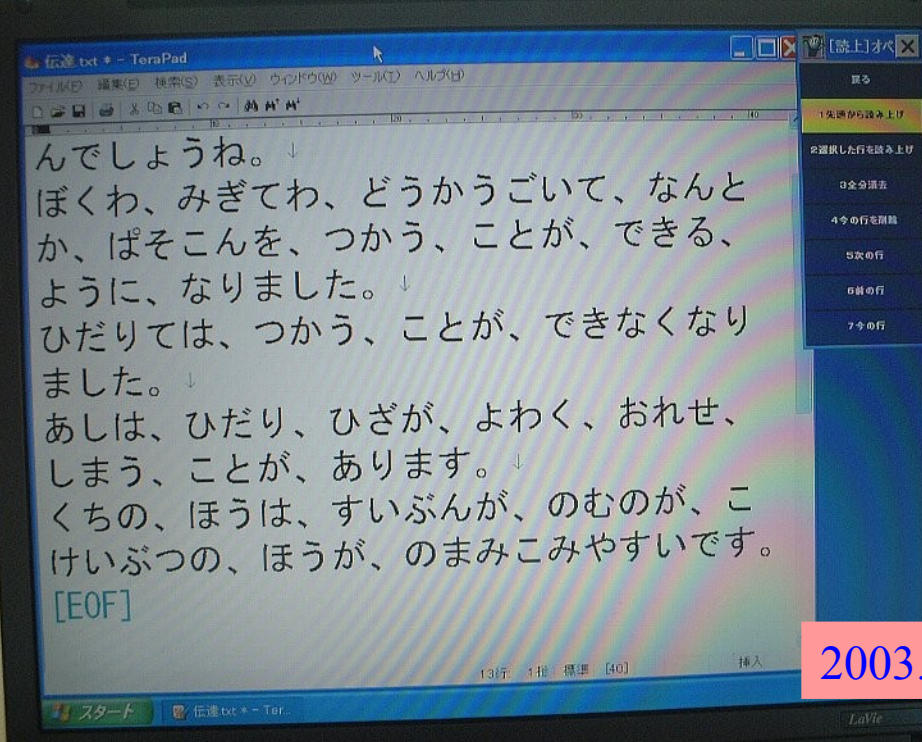 伝達.txt * - TeraPad
ファイル(F) 編集(E) 検索(S) 表示(V) ウィンドウ(W) ツール(T) ヘルプ(H)
10 20 30 40
んでしょうね。↓
ぼくわ、みぎてわ、どうかうごいて、なんと
か、ぱそこんを、つかう、ことが、できる、
ように、なりました。↓
ひだりては、つかう、ことが、できなくなり
ました。↓
あしは、ひだり、ひざが、よわく、おれせ、
しまう、ことが、あります。↓
くちの、ほうは、すいぶんが、のむのが、こ
けいぶつの、ほうが、のまみこみやすいです。
[EOF]
13行 1桁 標準 [40] 挿入
スタート 伝達.txt * - Ter...
[読上]オペ
戻る
1先頭から読み上げ
2選択した行を読み上げ
3全分消去
4今の行を削除
5次の行
6前の行
7今の行
2003.
LaVie